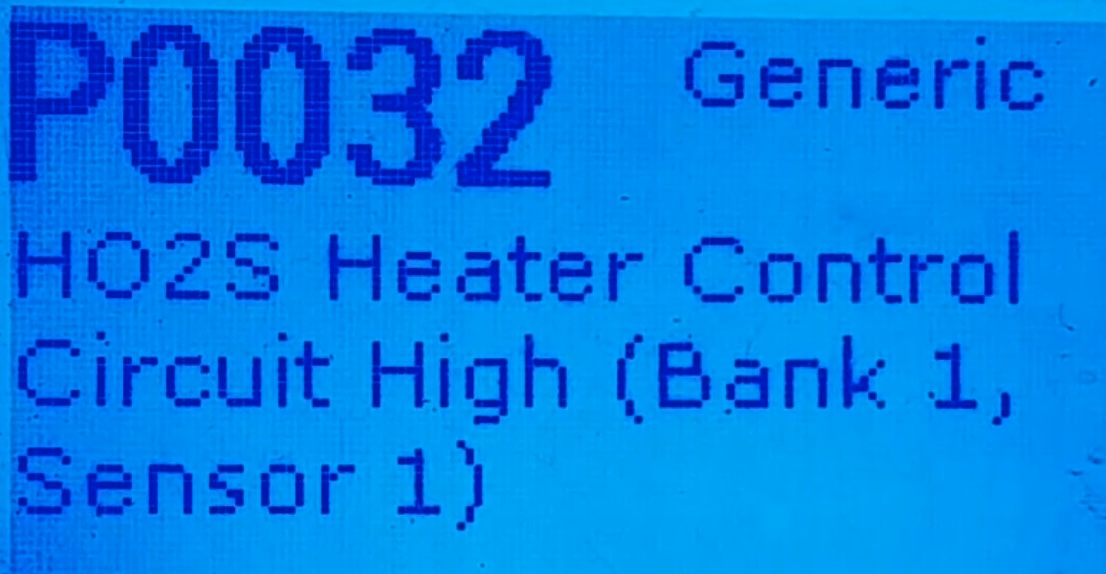 P0032 Generic
HO2S Heater Control
Circuit High (Bank 1,
Sensor 1)